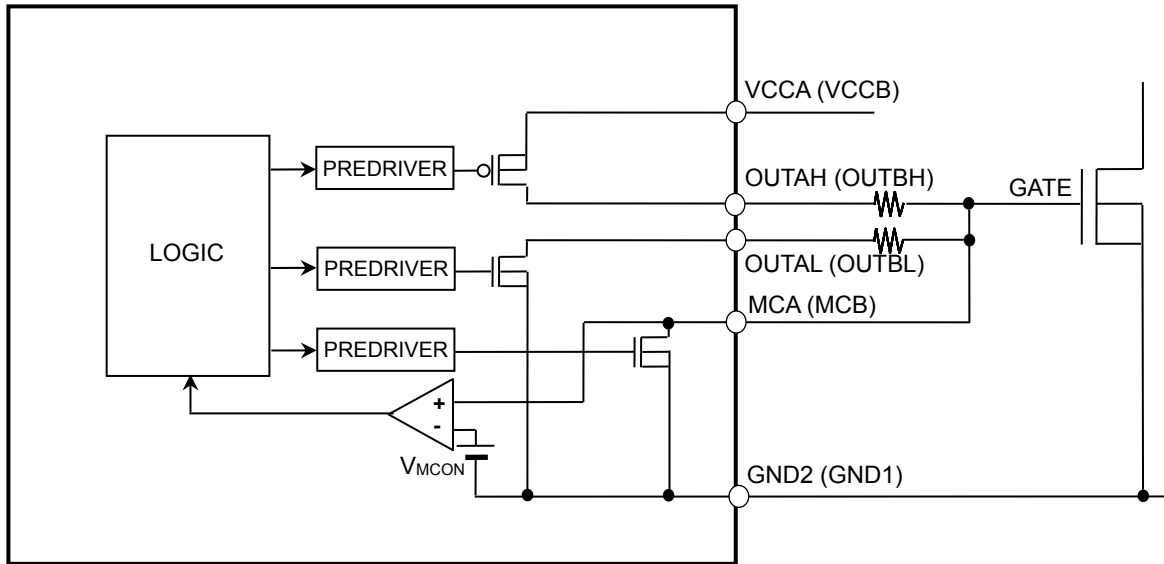 VCCA (VCCB)
PREDRIVER
OUTAH (OUTBH)
GATE
LOGIC
PREDRIVER
OUTAL (OUTBL)
MCA (MCB)
PREDRIVER
+
-
VMCON
GND2 (GND1)